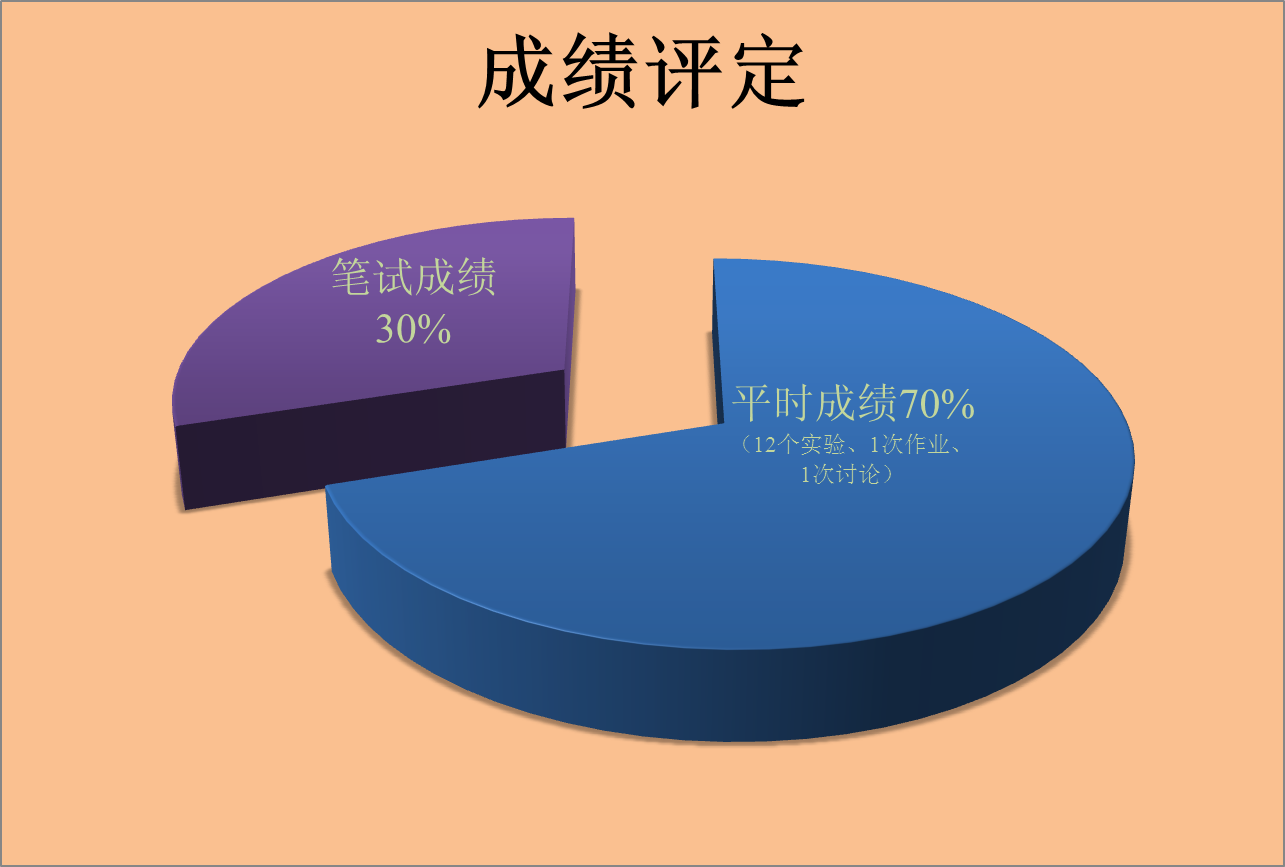 成绩评定
笔试成绩
30%
平时成绩70%
（12个实验、1次作业、
1次讨论）